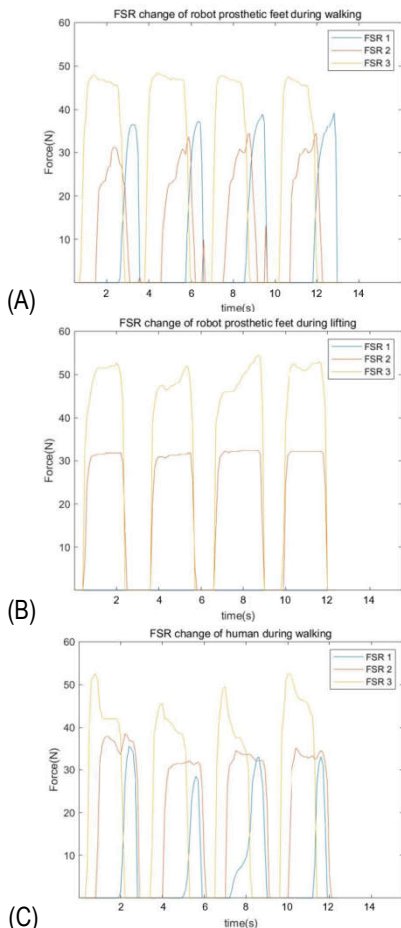 FSR change of robot prosthetic feet during walking
60
50
40
30
20
10
Force(N)
FSR 1
FSR 2
FSR 3
2 4 6 8 10 12 14
time(s)
(A)
FSR change of robot prosthetic feet during lifting
60
50
40
30
20
10
Force(N)
FSR 1
FSR 2
FSR 3
2 4 6 8 10 12 14
time(s)
(B)
FSR change of human during walking
60
50
40
30
20
10
Force(N)
FSR 1
FSR 2
FSR 3
2 4 6 8 10 12 14
time(s)
(C)